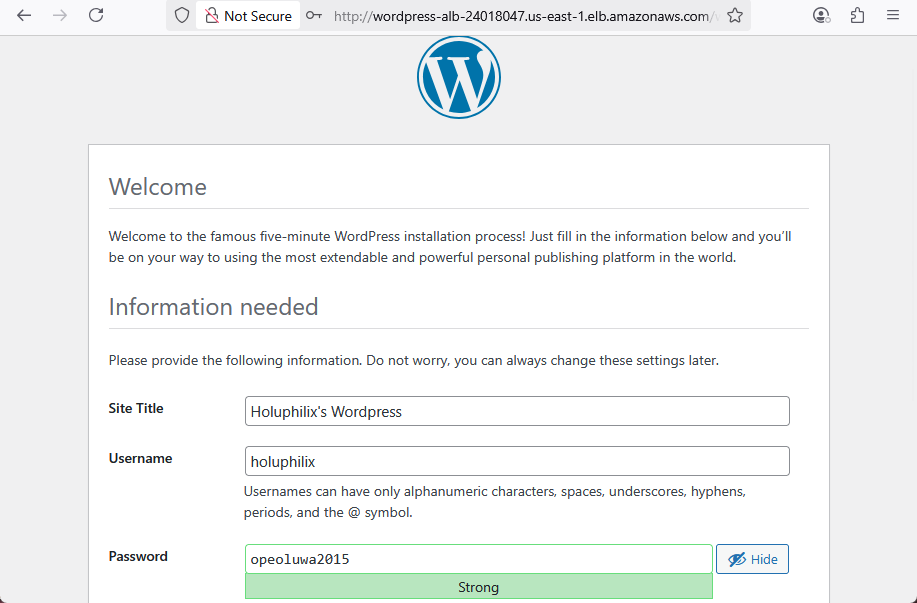 Not Secure
http://wordpress-alb-24018047.us-east-1.elb.amazonaws.com/
W
Welcome
Welcome to the famous five-minute WordPress installation process! Just fill in the information below and you’ll
be on your way to using the most extendable and powerful personal publishing platform in the world.
Information needed
Please provide the following information. Do not worry, you can always change these settings later.
Site Title
Holuphilix's Wordpress
Username
holuphilix
Usernames can have only alphanumeric characters, spaces, underscores, hyphens,
periods, and the @ symbol.
Password
opeoluwa2015
Hide
Strong